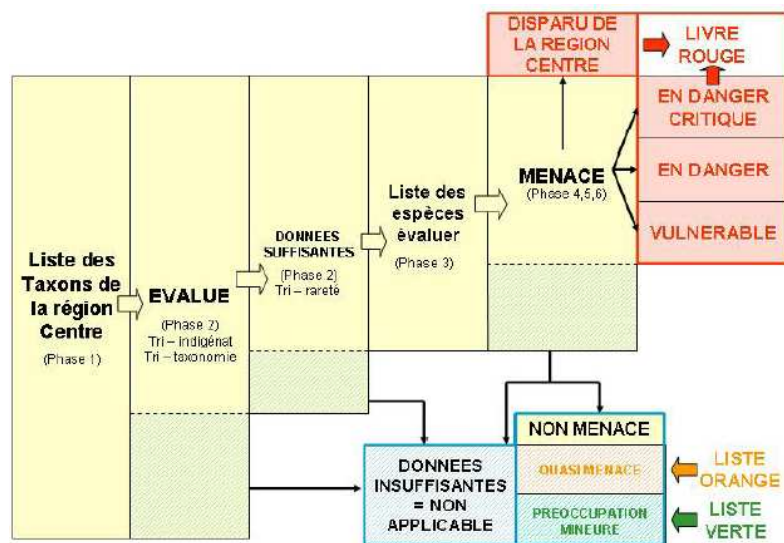 DISPARU DE
LA REGION
CENTRE
LIVRE
ROUGE
EN DANGER
CRITIQUE
EN DANGER
VULNERABLE
MENACE
(Phase 4,5,6)
Liste des
espèces
évaluer
(Phase 3)
DONNEES
SUFFISANTES
(Phase 2)
Tri – rareté
EVALUE
(Phase 2)
Tri – indigénat
Tri – taxonomie
Liste des
Taxons de
la région
Centre
(Phase 1)
DONNEES
INSUFFISANTES
= NON
APPLICABLE
NON MENACE
QUASI MENACE
PREOCCUPATION
MINEURE
LISTE
ORANGE
LISTE
VERTE